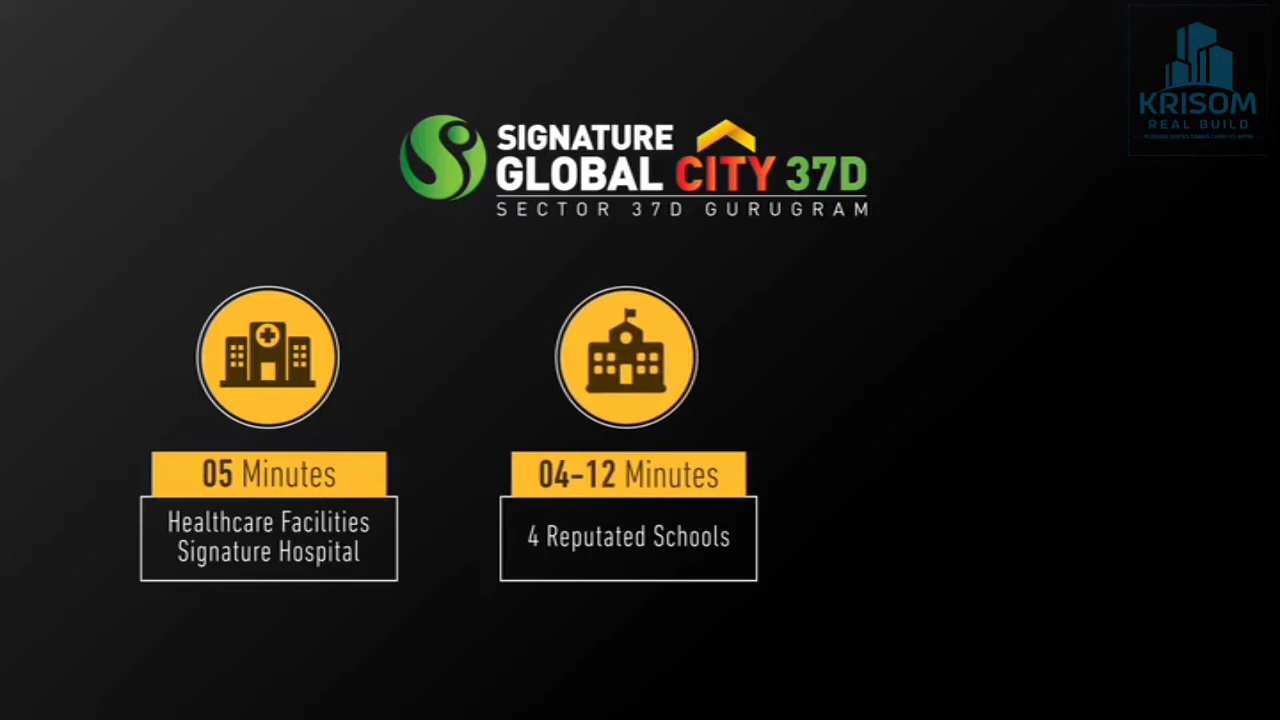 KRISOM
REAL BUILD
SIGNATURE
GLOBAL CITY 37D
SECTOR 37D GURUGRAM
05 Minutes
Healthcare Facilities
Signature Hospital
04-12 Minutes
4 Reputated Schools